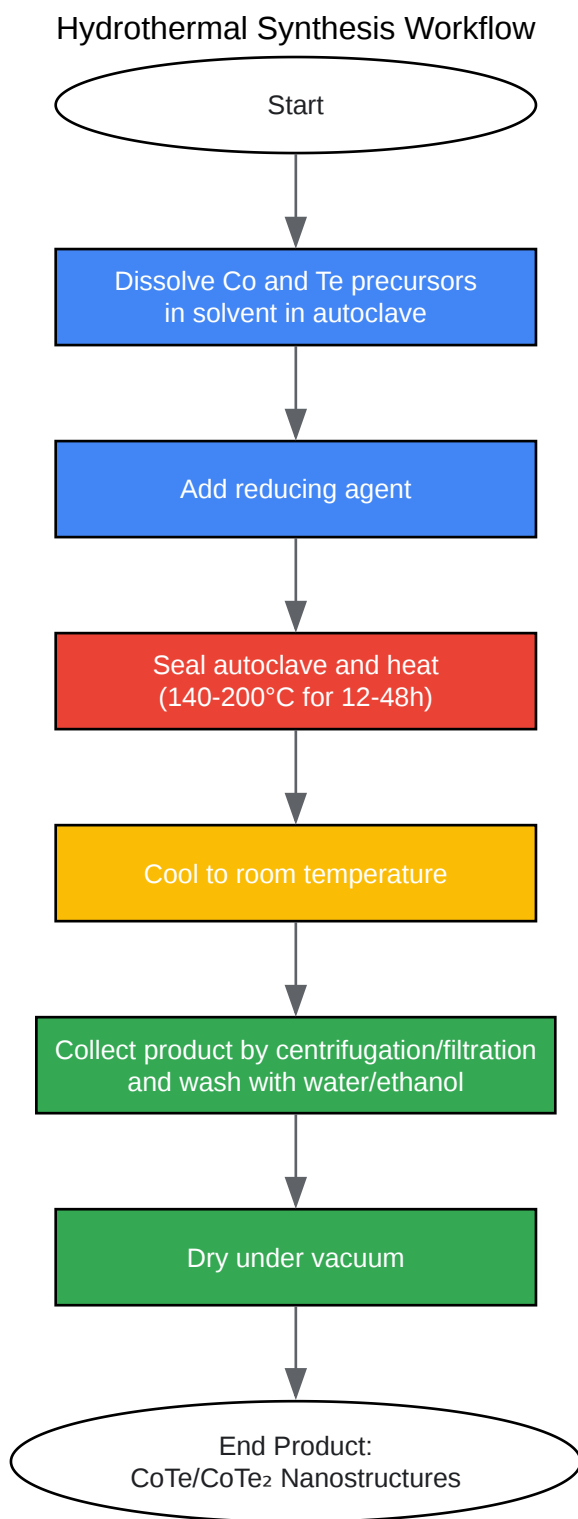 Hydrothermal Synthesis Workflow
Start
Dissolve Co and Te precursors
in solvent in autoclave
Add reducing agent
Seal autoclave and heat
(140-200°C for 12-48h)
Cool to room temperature
Collect product by centrifugation/filtration
and wash with water/ethanol
Dry under vacuum
End Product:
CoTe/CoTe₂ Nanostructures